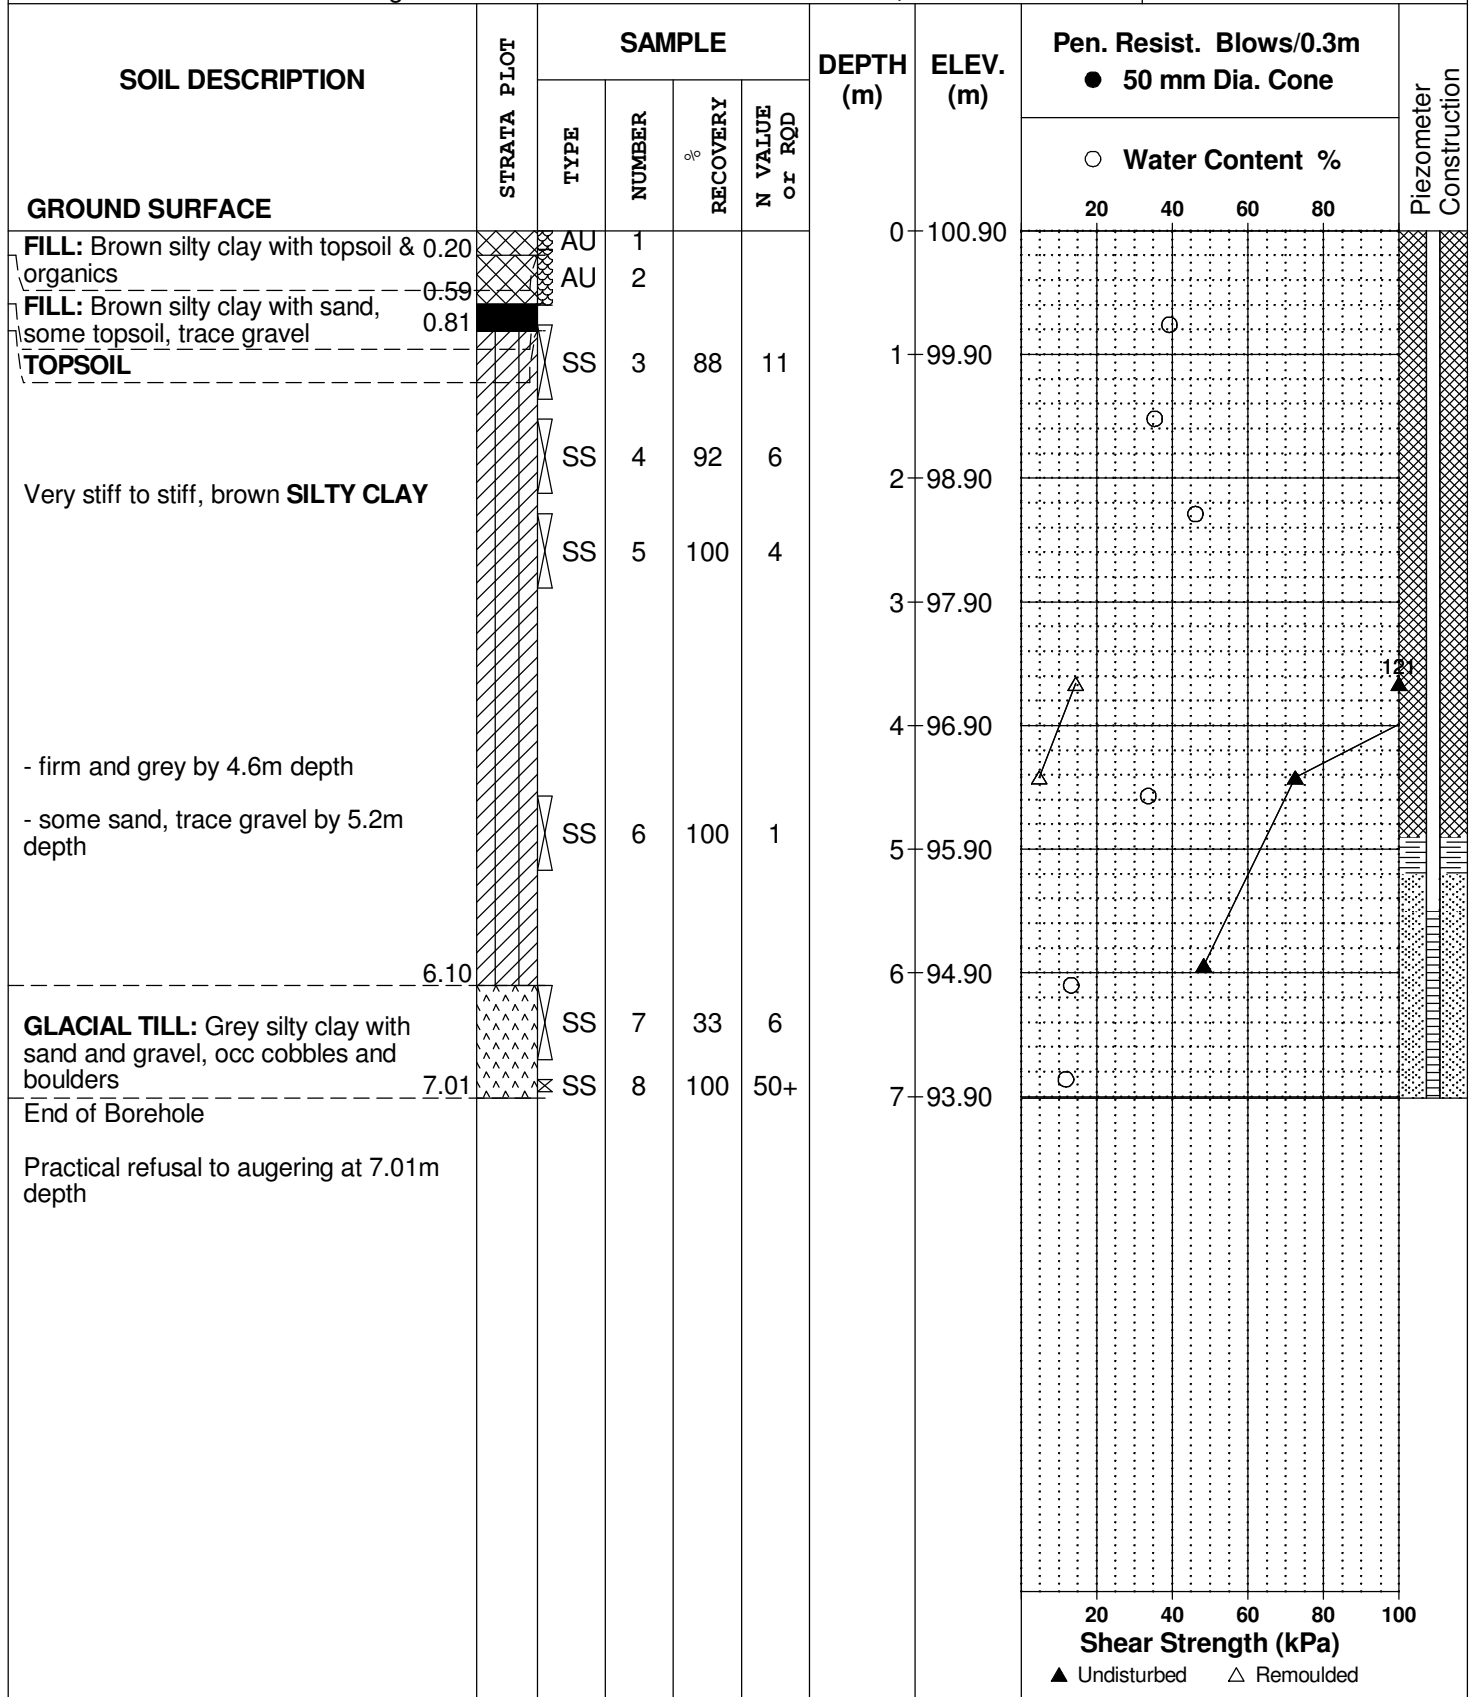 SOIL DESCRIPTION
GROUND SURFACE
STRATA PLOT
SAMPLE
TYPE
NUMBER
% RECOVERY
N VALUE
or RQD
DEPTH
(m)
ELEV.
(m)
Pen. Resist. Blows/0.3m
● 50 mm Dia. Cone
○ Water Content %
20 40 60 80
Piezometer
Construction
FILL: Brown silty clay with topsoil & 0.20
organics
0.59
FILL: Brown silty clay with sand,
some topsoil, trace gravel 0.81
TOPSOIL
Very stiff to stiff, brown SILTY CLAY
- firm and grey by 4.6m depth
- some sand, trace gravel by 5.2m
depth
6.10
GLACIAL TILL: Grey silty clay with
sand and gravel, occ cobbles and
boulders 7.01
End of Borehole
Practical refusal to augering at 7.01m
depth
AU 1
AU 2
SS 3 88 11
SS 4 92 6
SS 5 100 4
SS 6 100 1
SS 7 33 6
SS 8 100 50+
0 100.90
1 99.90
2 98.90
3 97.90
4 96.90
5 95.90
6 94.90
7 93.90
121
20 40 60 80 100
Shear Strength (kPa)
▲ Undisturbed △ Remoulded